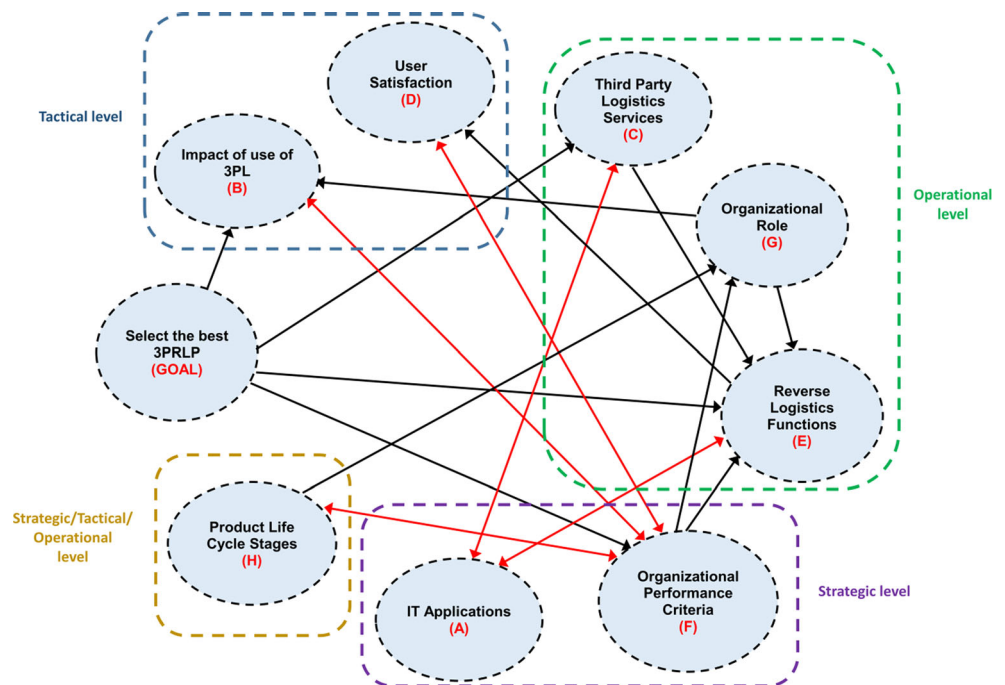 User
Satisfaction
(D)
Third Party
Logistics
Services
(C)
Tactical level
Impact of use of
3PL
(B)
Organizational
Role
(G)
Operational
level
Select the best
3PRLP
(GOAL)
Reverse
Logistics
Functions
(E)
Strategic/Tactical/
Operational
level
Product Life
Cycle Stages
(H)
IT Applications
(A)
Organizational
Performance
Criteria
(F)
Strategic level